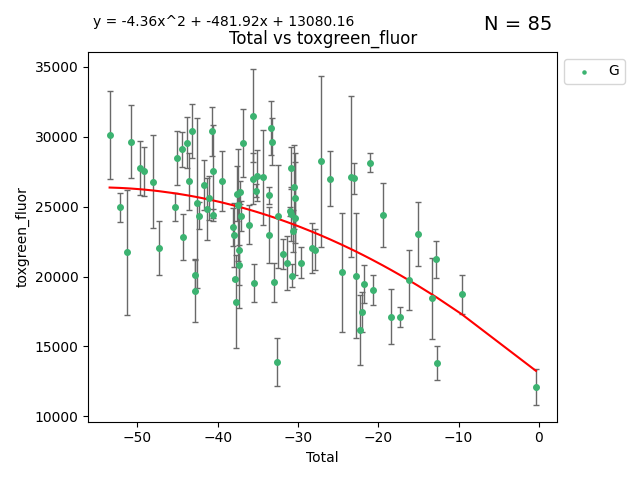 y = -4.36x^2 + -481.92x + 13080.16
N = 85
Total vs toxgreen_fluor
G
35000
30000
25000
20000
15000
10000
toxgreen_fluor
−50
−40
−30
−20
−10
0
Total